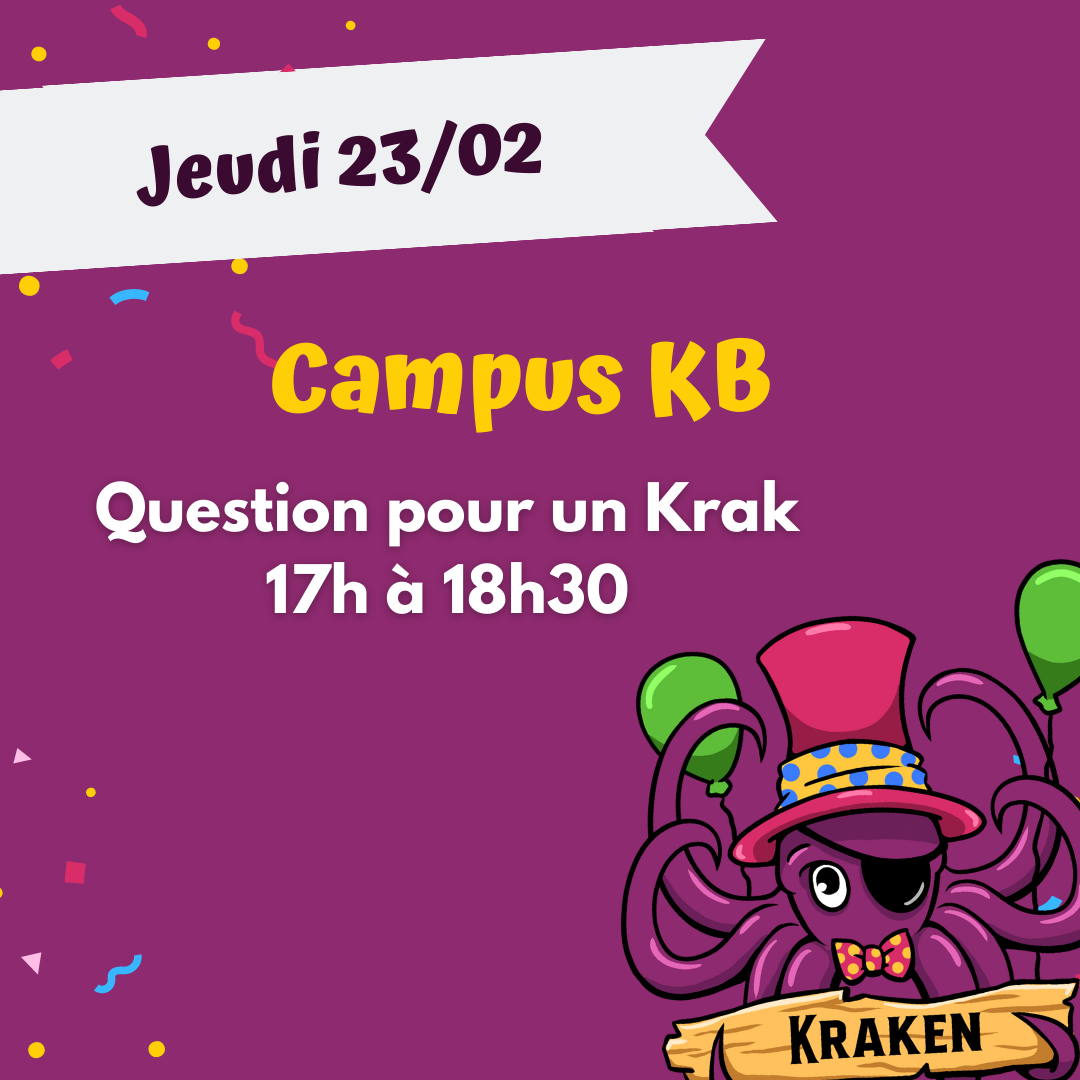 Jeudi 23/02
Campus KB
Question pour un Krak
17h à 18h30
KRAKEN